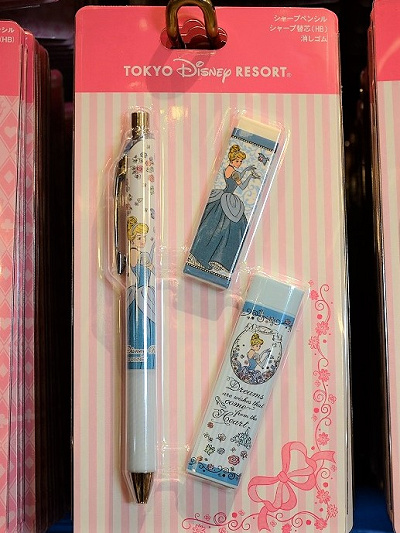 シャープペンシル
シャープ替芯(HB)
消しゴム
TOKYO Disney RESORT®
Disney
Dreams
are wishes that
come
from the
Heart